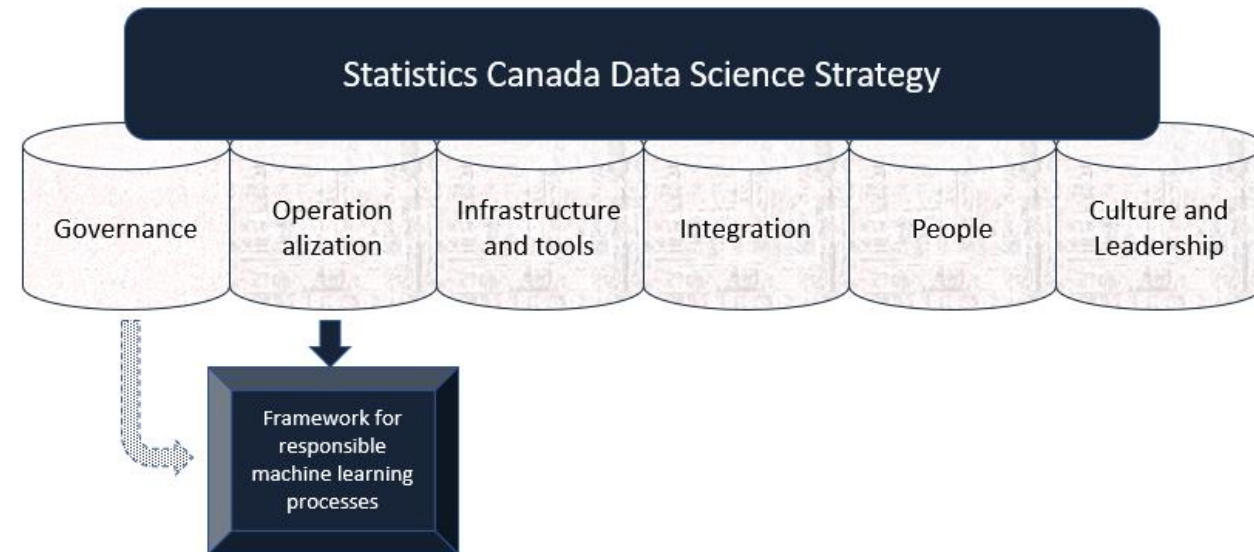 Statistics Canada Data Science Strategy
Governance
Operation
alization
Infrastructure
and tools
Integration
People
Culture and
Leadership
Framework for
responsible
machine learning
processes